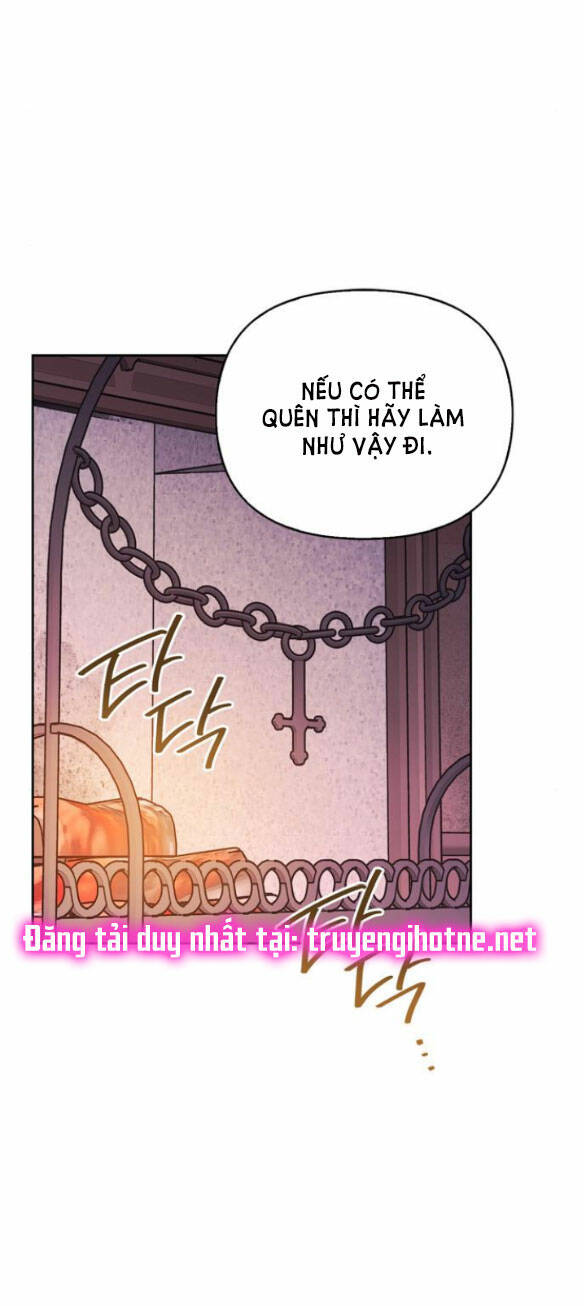 NẾU CÓ THỂ
QUÊN THÌ HÃY LÀM
NHƯ VẬY ĐI.
타
닥
Đăng tải duy nhất tại: truyengihotne.net
타
닥
...